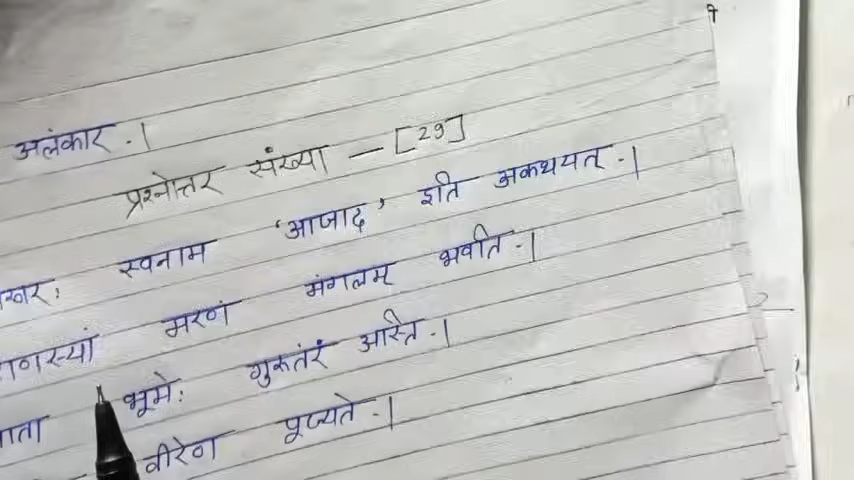 अलंकार.।
प्रश्नोत्तर संख्या — [29]
स्वनाम 'आजाद' इति अकथयत्.।
मरणं मंगलम् भवति.।
भूमेः गुरूतरं अस्ति.।
वीरेण पूज्यते.।